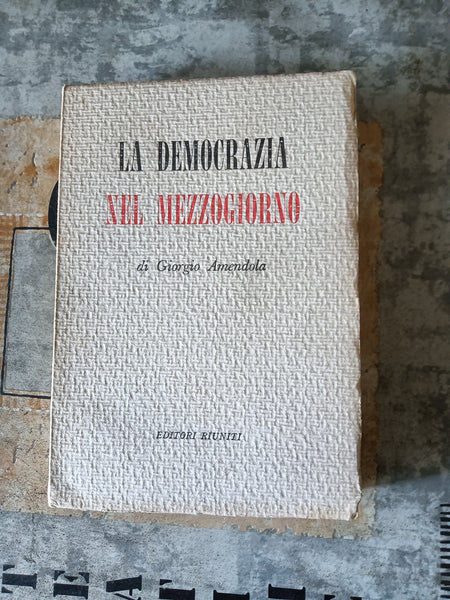 LA DEMOCRAZIA
NEL MEZZOGIORNO
di Giorgio Amendola
EDITORI RIUNITI